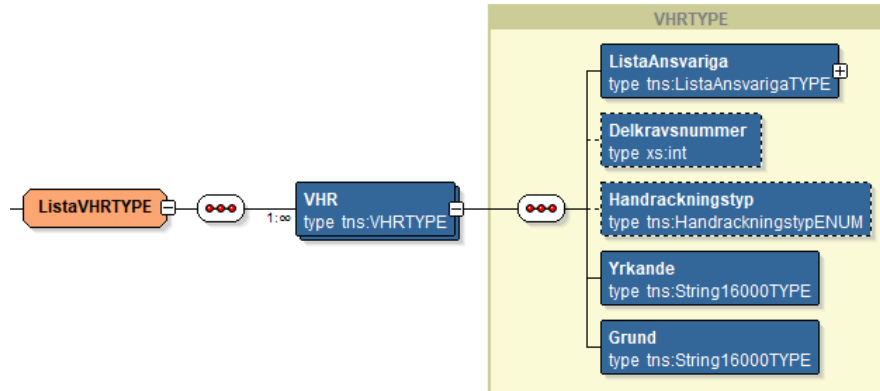 VHRTYPE
ListaAnsvariga
type tns:ListaAnsvarigaTYPE
Delkravsnummer
type xs:int
ListaVHRTYPE
VHR
type tns:VHRTYPE
1:∞
Handrackningstyp
type tns:HandrackningstypENUM
Yrkande
type tns:String16000TYPE
Grund
type tns:String16000TYPE